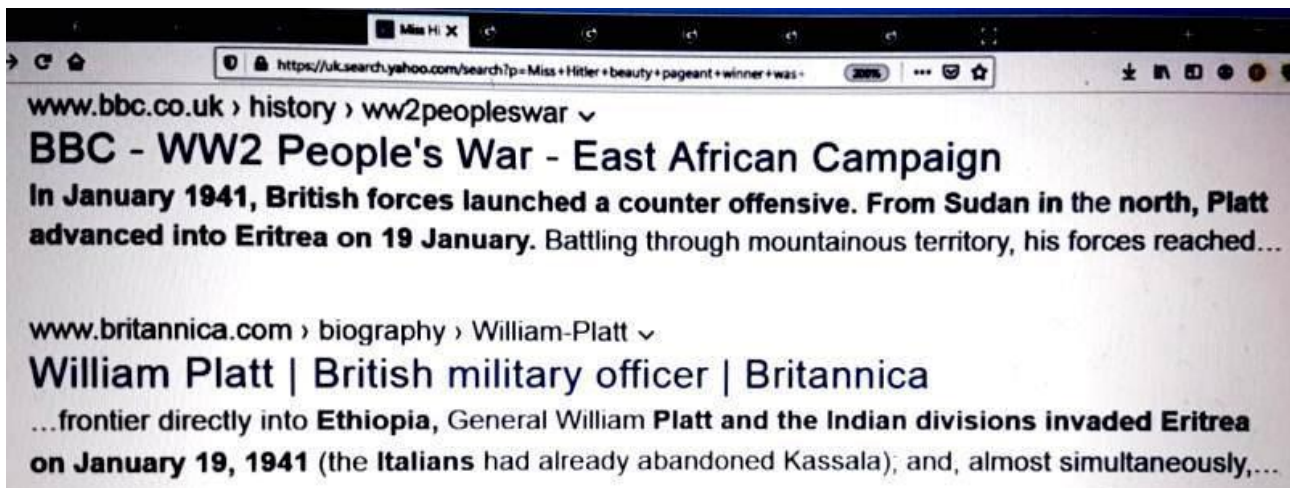 Miss Hi
https://uk.search.yahoo.com/search?p=Miss+Hitler+beauty+pageant+winner+was+ 200%
www.bbc.co.uk › history › ww2peopleswar
BBC - WW2 People's War - East African Campaign
In January 1941, British forces launched a counter offensive. From Sudan in the north, Platt
advanced into Eritrea on 19 January. Battling through mountainous territory, his forces reached...
www.britannica.com › biography › William-Platt
William Platt | British military officer | Britannica
...frontier directly into Ethiopia, General William Platt and the Indian divisions invaded Eritrea
on January 19, 1941 (the Italians had already abandoned Kassala); and, almost simultaneously,...